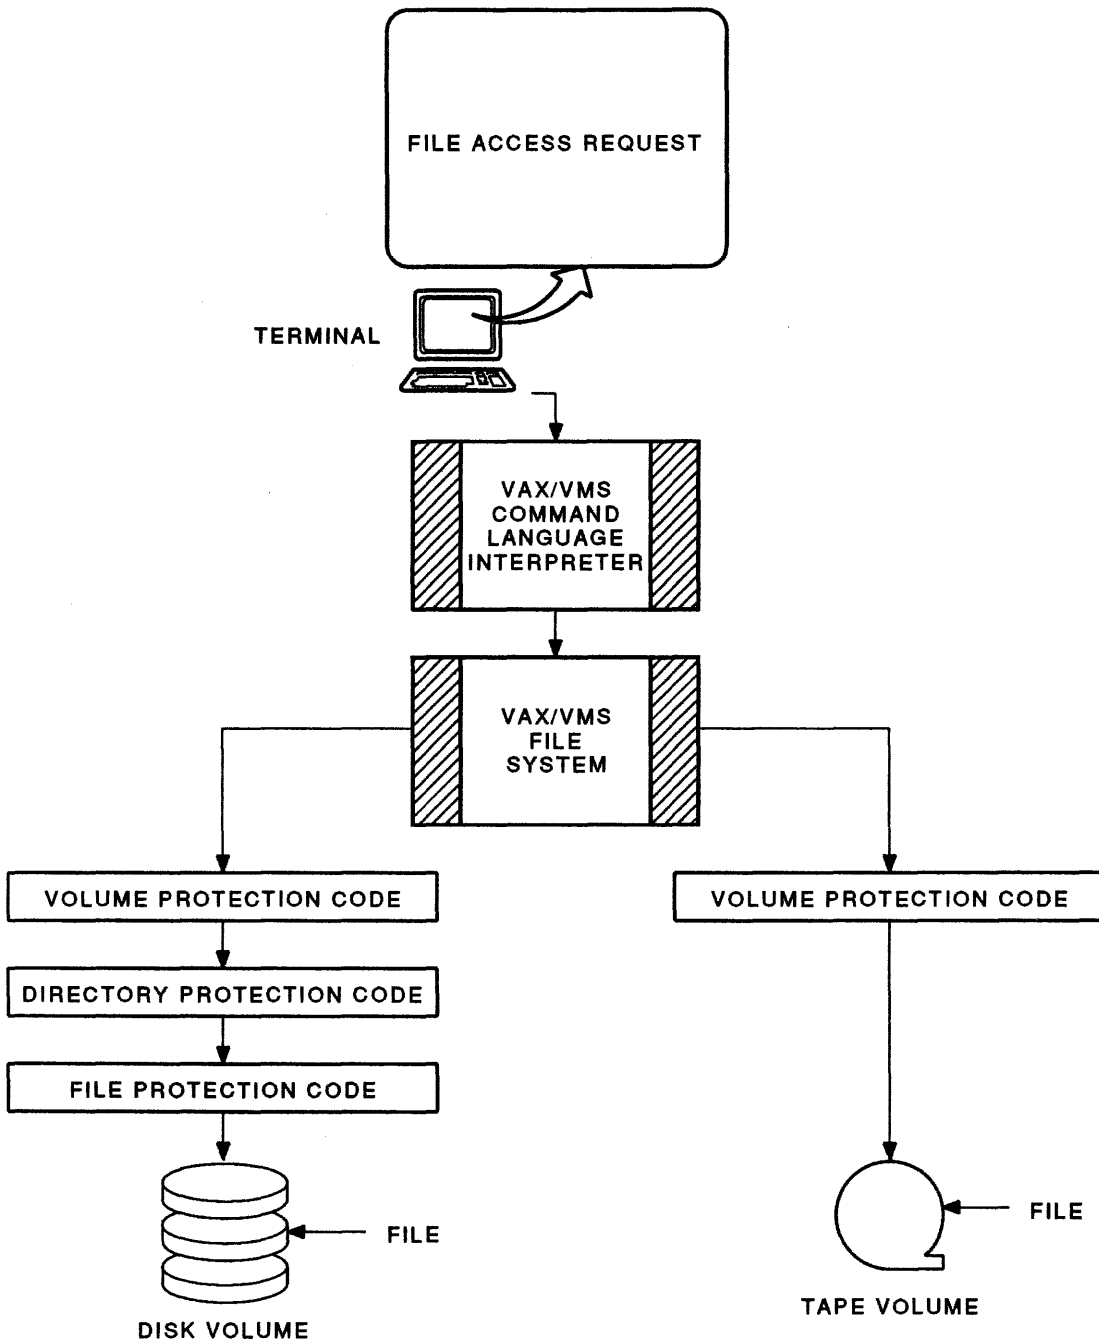 FILE ACCESS REQUEST
TERMINAL
VAX/VMS
COMMAND
LANGUAGE
INTERPRETER
VAX/VMS
FILE
SYSTEM
VOLUME PROTECTION CODE
VOLUME PROTECTION CODE
DIRECTORY PROTECTION CODE
FILE PROTECTION CODE
FILE
FILE
DISK VOLUME
TAPE VOLUME